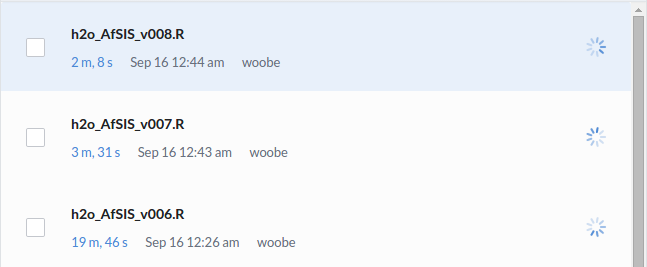 h2o_AfSIS_v008.R
2 m, 8 s Sep 16 12:44 am woobe
h2o_AfSIS_v007.R
3 m, 31 s Sep 16 12:43 am woobe
h2o_AfSIS_v006.R
19 m, 46 s Sep 16 12:26 am woobe